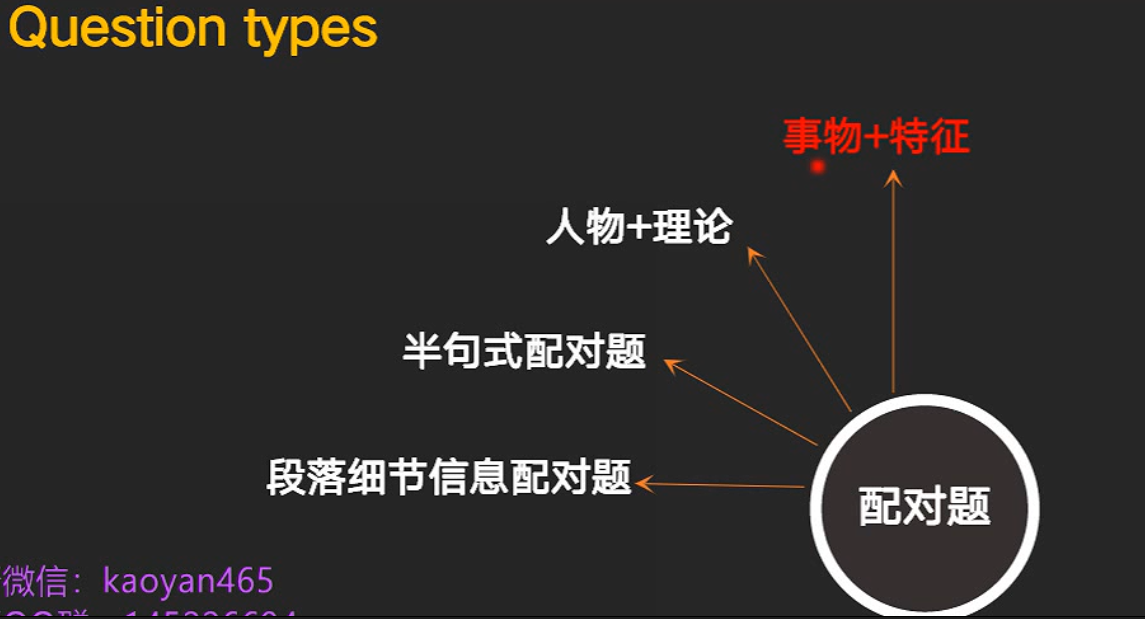 Question types
事物+特征
人物+理论
半句式配对题
段落细节信息配对题
配对题
微信：kaoyan465